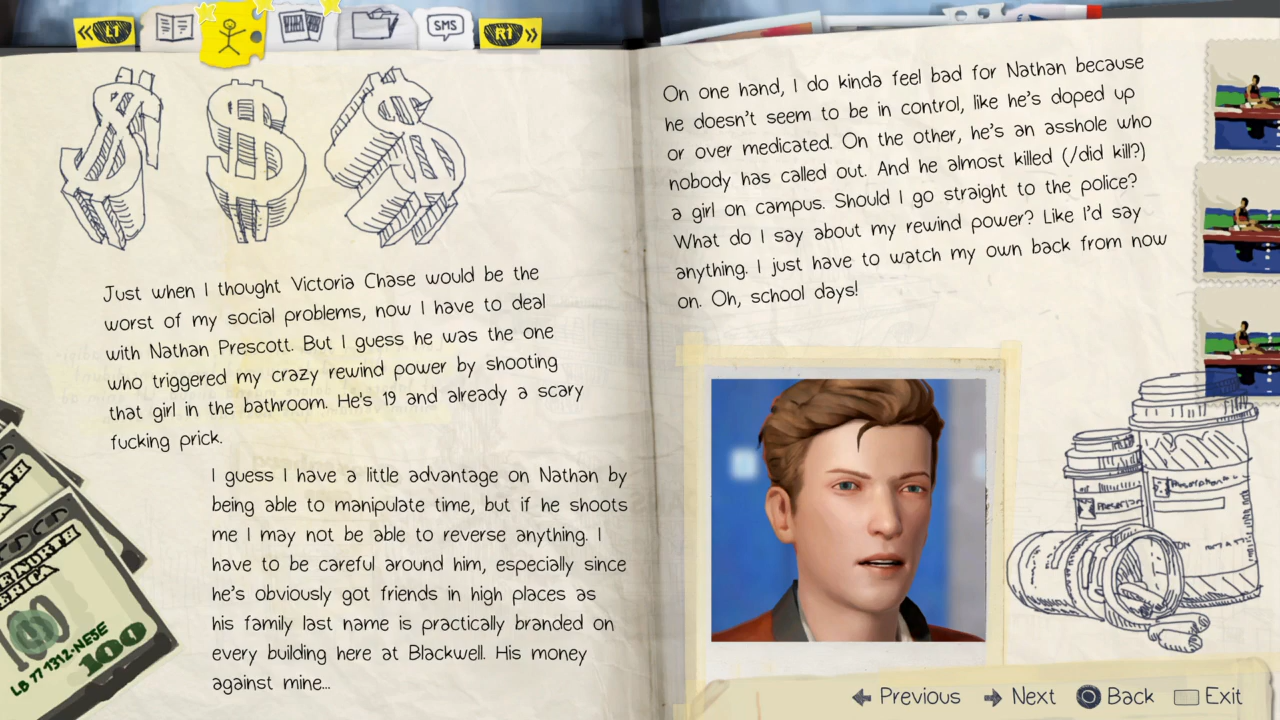 L1
SMS
R1
Just when I thought Victoria Chase would be the
worst of my social problems, now I have to deal
with Nathan Prescott. But I guess he was the one
who triggered my crazy rewind power by shooting
that girl in the bathroom. He's 19 and already a scary
fucking prick.
I guess I have a little advantage on Nathan by
being able to manipulate time, but if he shoots
me I may not be able to reverse anything. I
have to be careful around him, especially since
he's obviously got friends in high places as
his family last name is practically branded on
every building here at Blackwell. His money
against mine...
LB 77 1312-NESE
100
On one hand, I do kinda feel bad for Nathan because
he doesn't seem to be in control, like he's doped up
or over medicated. On the other, he's an asshole who
nobody has called out. And he almost killed (/did kill?)
a girl on campus. Should I go straight to the police?
What do I say about my rewind power? Like I'd say
anything. I just have to watch my own back from now
on. Oh, school days!
Previous
Next
Back
Exit